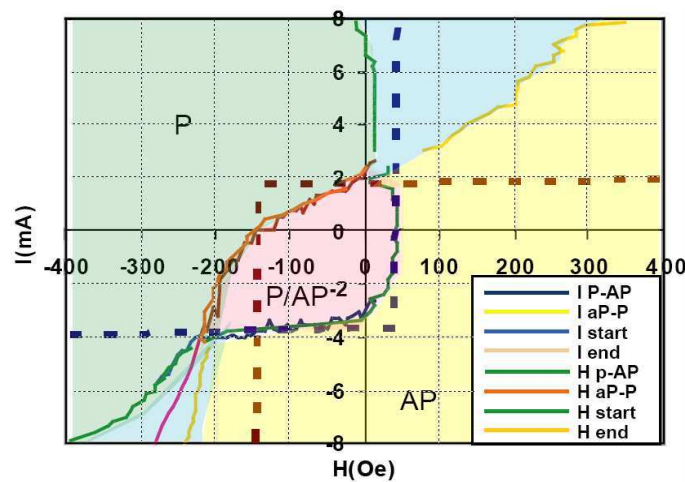 8
6
P
4
2
I(mA)
0
-400 -300 -200 -100 0 100 200 300 400
P/AP -2
-4
-6
AP
-8
H(Oe)
I P-AP
I aP-P
I start
I end
H p-AP
H aP-P
H start
H end